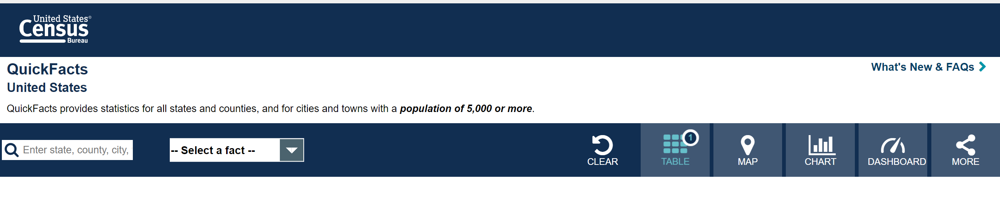 United States®
Census
Bureau
QuickFacts
What's New & FAQs
United States
QuickFacts provides statistics for all states and counties, and for cities and towns with a population of 5,000 or more.
Enter state, county, city,
-- Select a fact --
CLEAR
1
TABLE
MAP
CHART
DASHBOARD
MORE